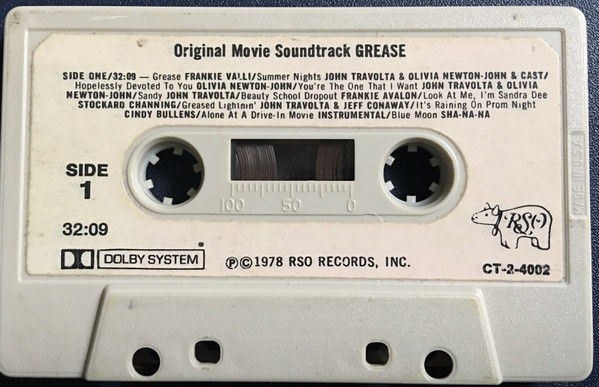 Original Movie Soundtrack GREASE
SIDE ONE/32:09 — Grease FRANKIE VALLI/Summer Nights JOHN TRAVOLTA & OLIVIA NEWTON-JOHN & CAST/
Hopelessly Devoted To You OLIVIA NEWTON-JOHN/You're The One That I Want JOHN TRAVOLTA & OLIVIA
NEWTON-JOHN/Sandy JOHN TRAVOLTA/Beauty School Dropout FRANKIE AVALON/Look At Me, I'm Sandra Dee
STOCKARD CHANNING/Greased Lightnin' JOHN TRAVOLTA & JEFF CONAWAY/It's Raining On Prom Night
CINDY BULLENS/Alone At A Drive-In Movie INSTRUMENTAL/Blue Moon SHA-NA-NA
SIDE
1
100 50 0
32:09
RSO
MADE IN U.S.A.
DOLBY SYSTEM ®
Ⓟ©1978 RSO RECORDS, INC.
CT-2-4002